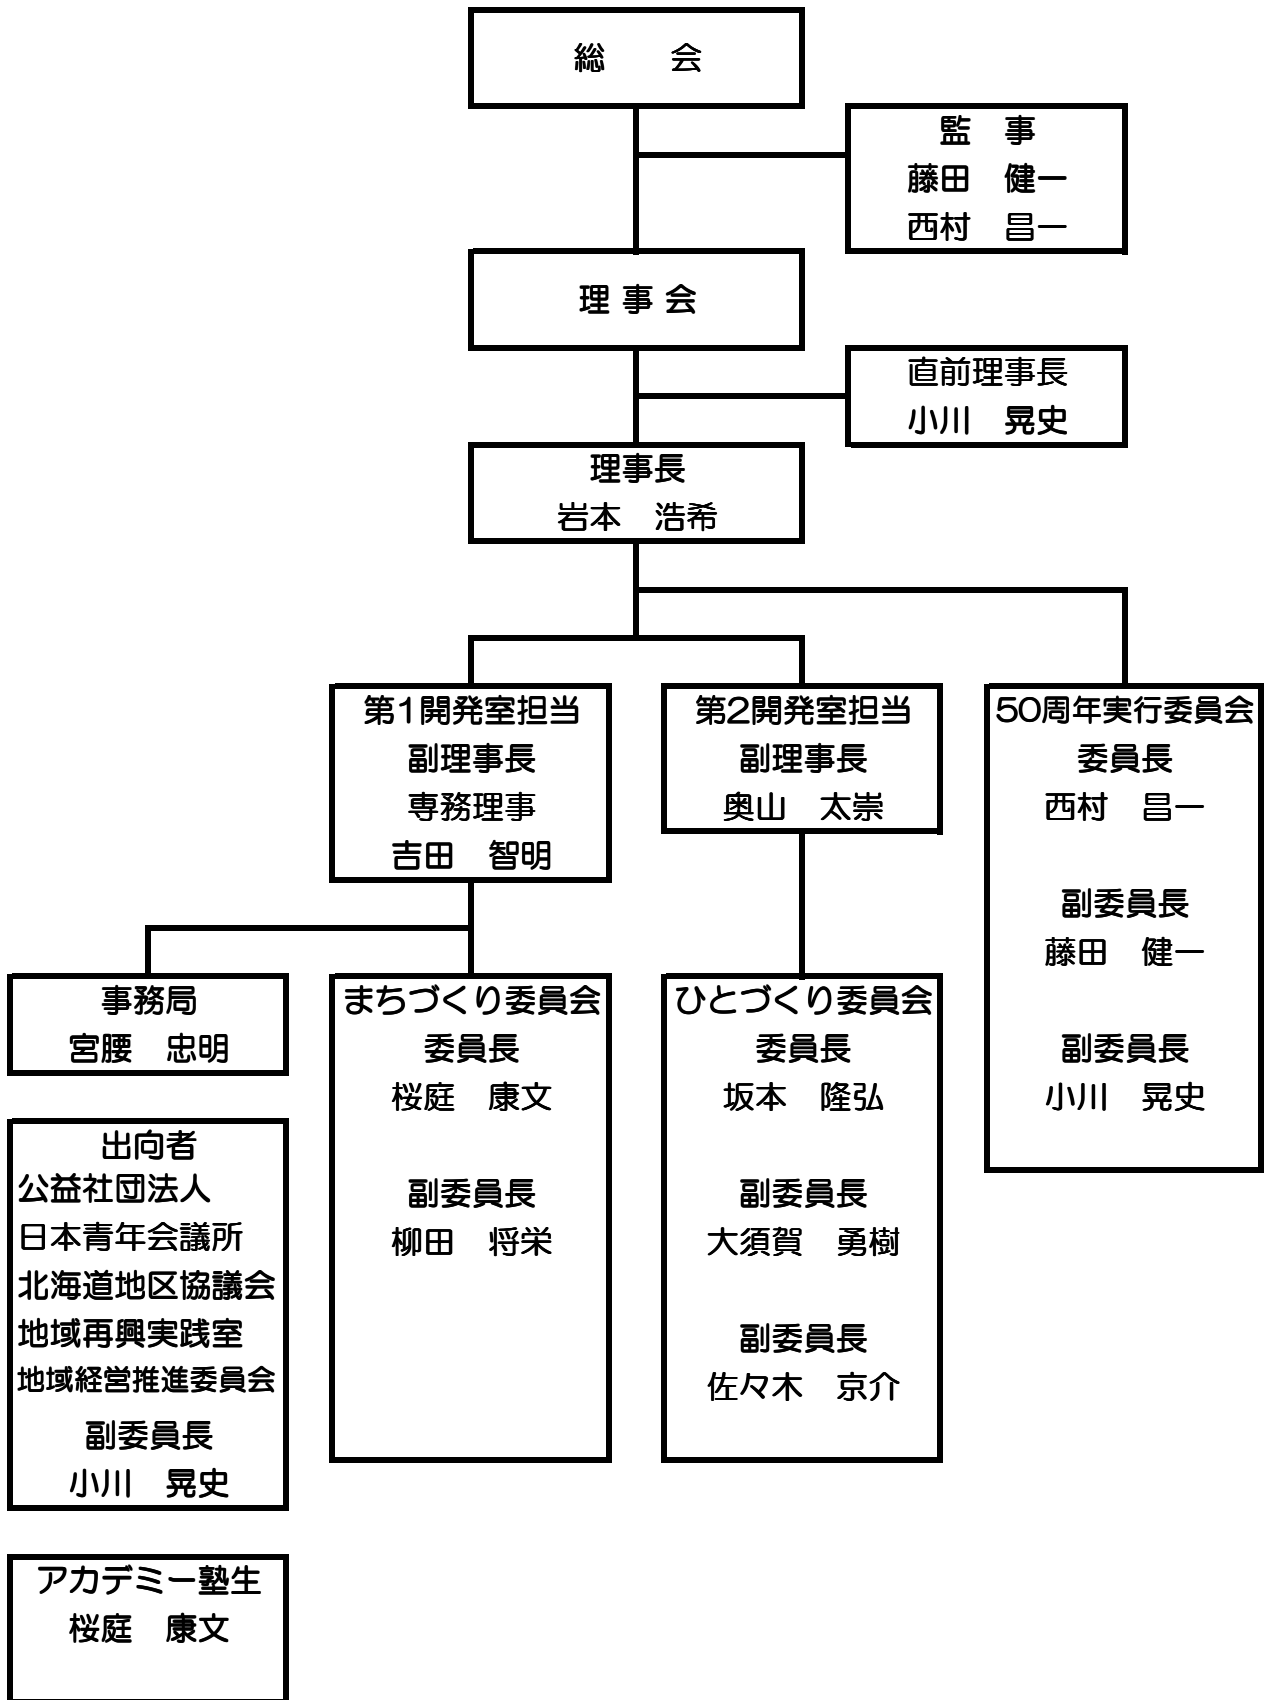 総　会
監　事
藤田　健一
西村　昌一
理事会
直前理事長
小川　晃史
理事長
岩本　浩希
第1開発室担当
副理事長
専務理事
吉田　智明
第2開発室担当
副理事長
奥山　太崇
50周年実行委員会
委員長
西村　昌一
副委員長
藤田　健一
副委員長
小川　晃史
事務局
宮腰　忠明
まちづくり委員会
委員長
桜庭　康文
副委員長
柳田　将栄
ひとづくり委員会
委員長
坂本　隆弘
副委員長
大須賀　勇樹
副委員長
佐々木　京介
出向者
公益社団法人
日本青年会議所
北海道地区協議会
地域再興実践室
地域経営推進委員会
副委員長
小川　晃史
アカデミー塾生
桜庭　康文